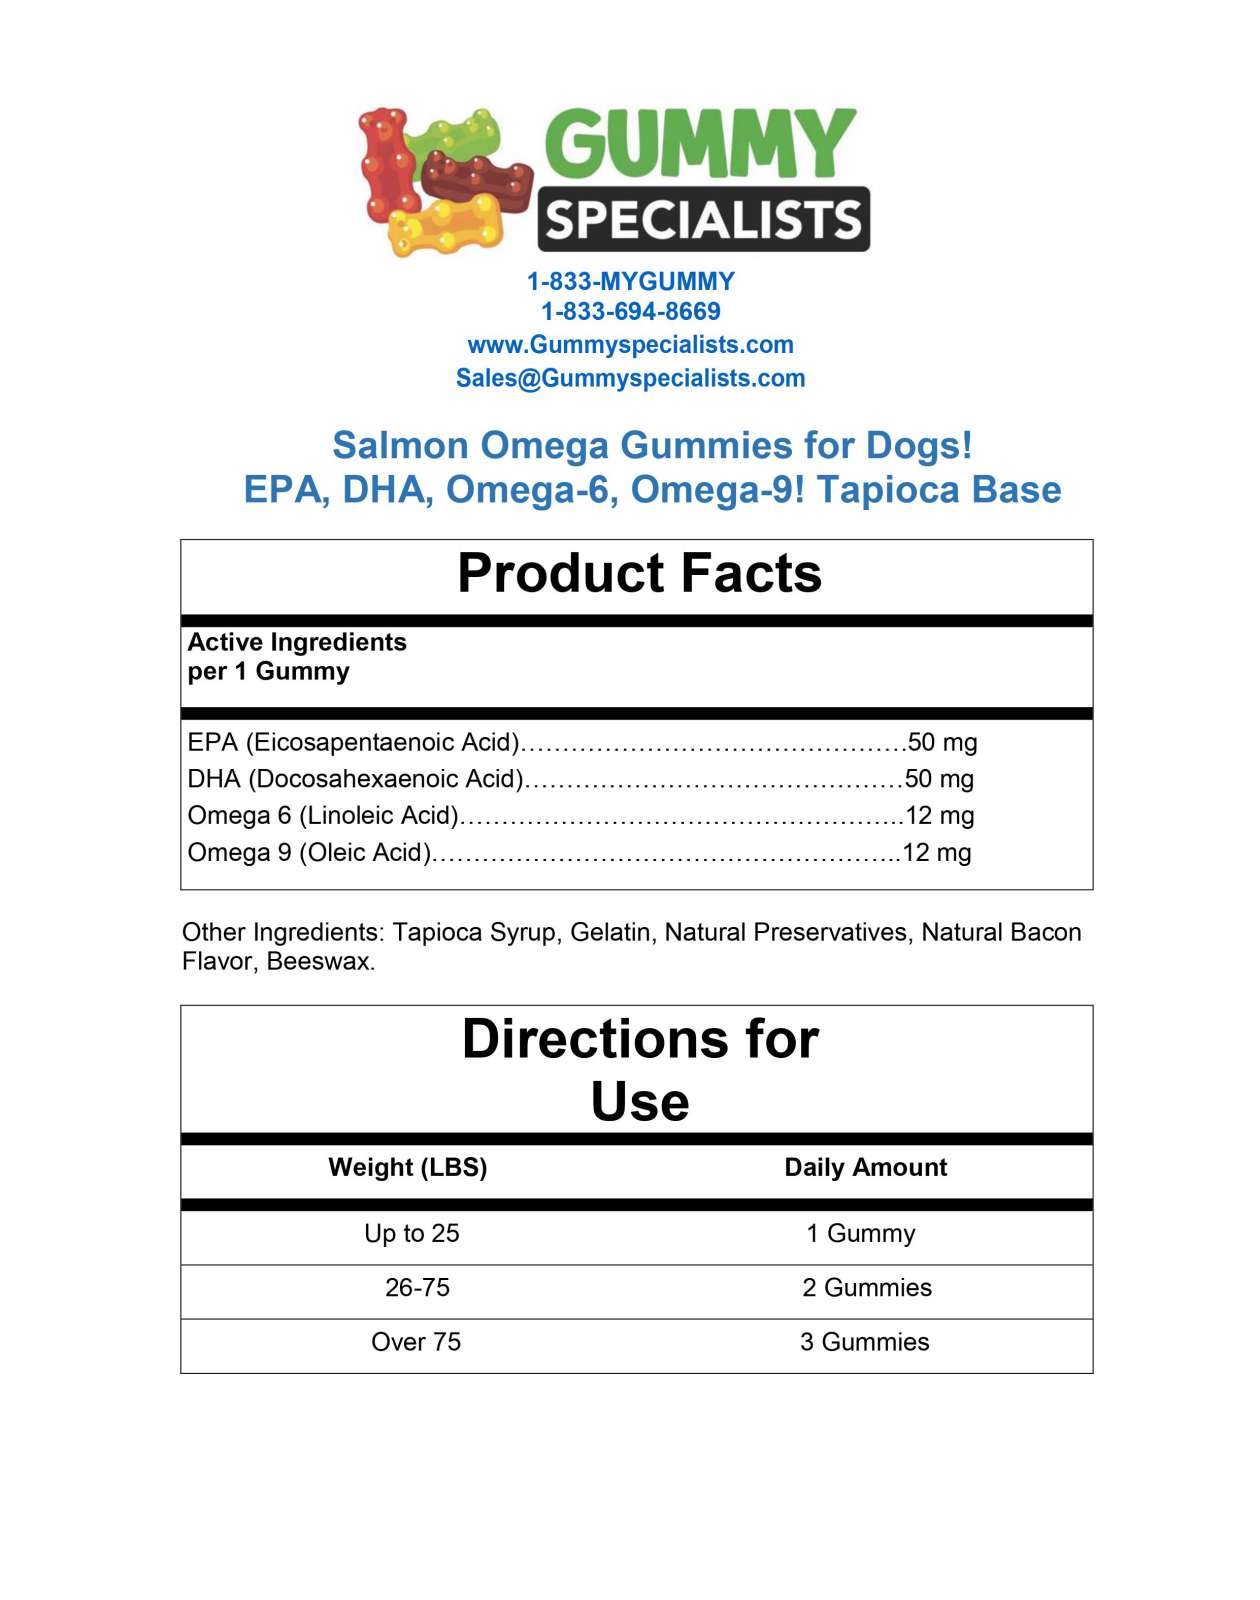 GUMMY
SPECIALISTS
1-833-MYGUMMY
1-833-694-8669
www.Gummyspecialists.com
Sales@Gummyspecialists.com
Salmon Omega Gummies for Dogs!
EPA, DHA, Omega-6, Omega-9! Tapioca Base
Product Facts
Active Ingredients
per 1 Gummy
EPA (Eicosapentaenoic Acid)……………………………………….50 mg
DHA (Docosahexaenoic Acid)………………………………………50 mg
Omega 6 (Linoleic Acid)……………………………………………..12 mg
Omega 9 (Oleic Acid)………………………………………………..12 mg
Other Ingredients: Tapioca Syrup, Gelatin, Natural Preservatives, Natural Bacon
Flavor, Beeswax.
Directions for
Use
Weight (LBS) Daily Amount
Up to 25 1 Gummy
26-75 2 Gummies
Over 75 3 Gummies